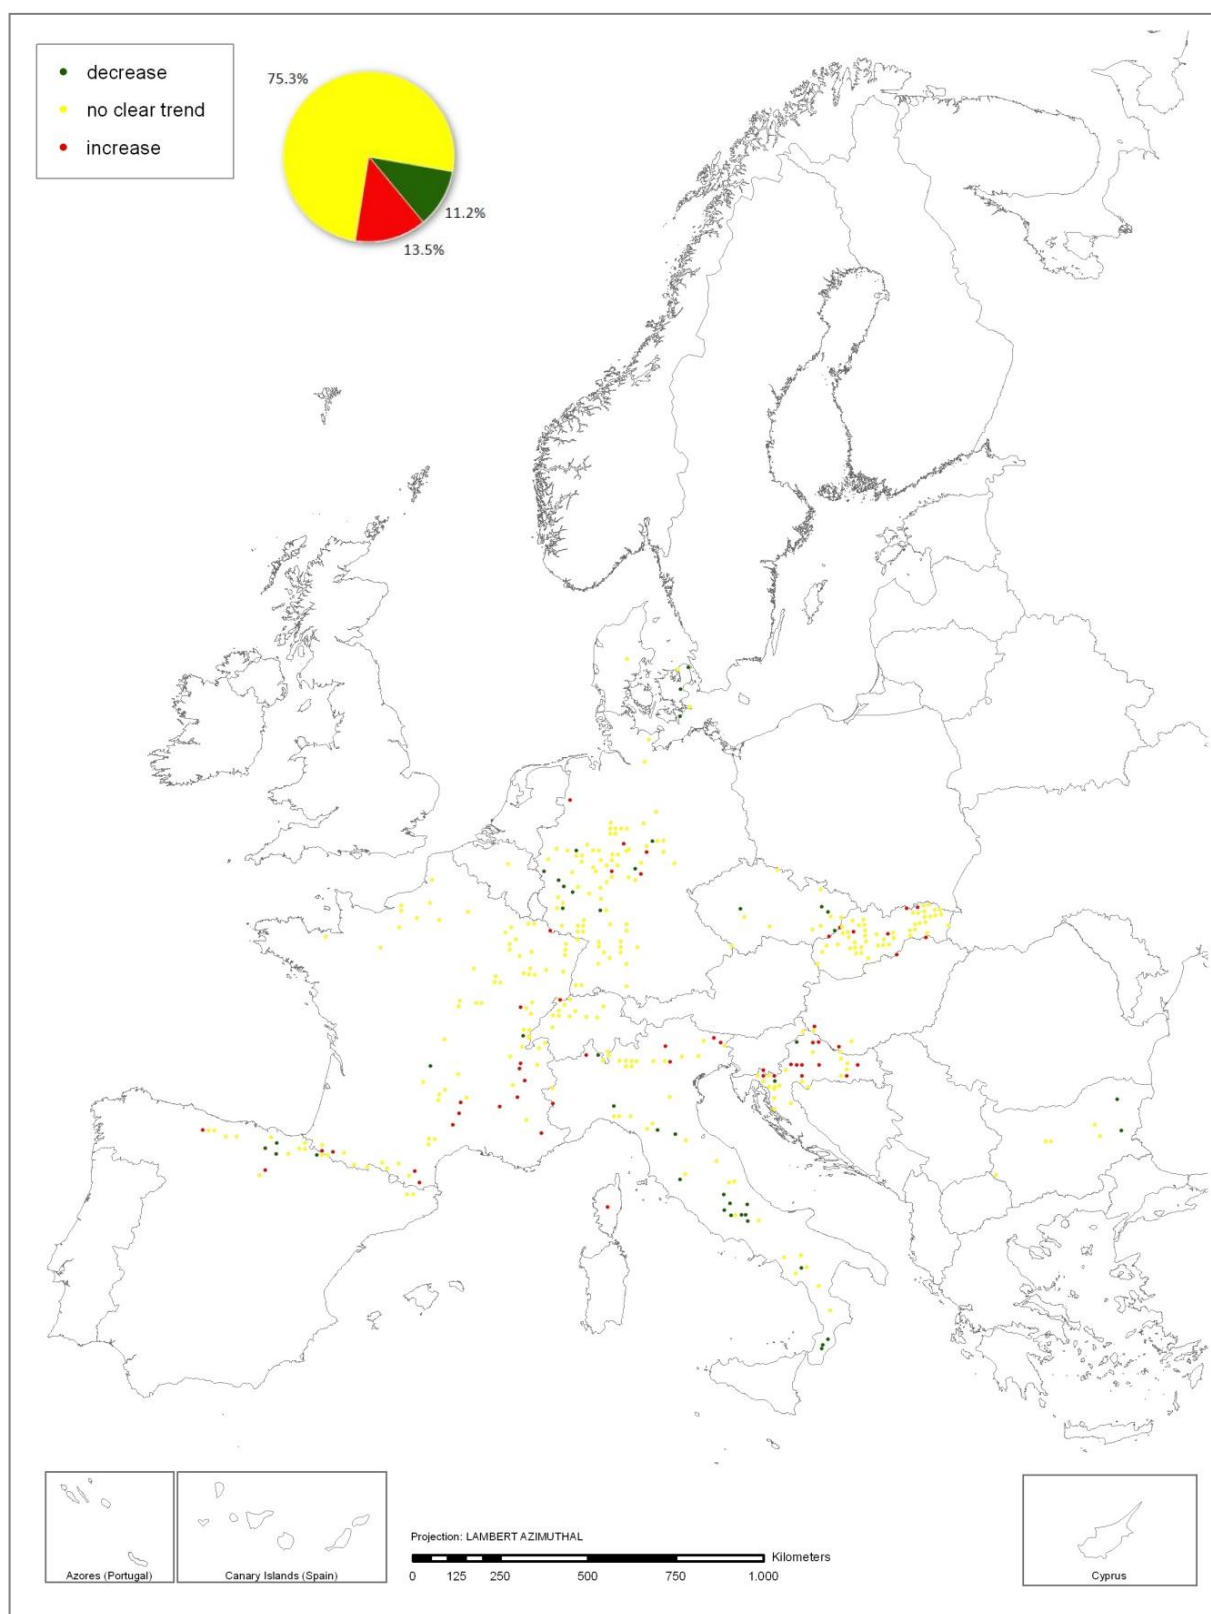 decrease
no clear trend
increase
75.3%
11.2%
13.5%
Projection: LAMBERT AZIMUTHAL
Kilometers
0 125 250 500 750 1.000
Azores (Portugal)
Canary Islands (Spain)
Cyprus